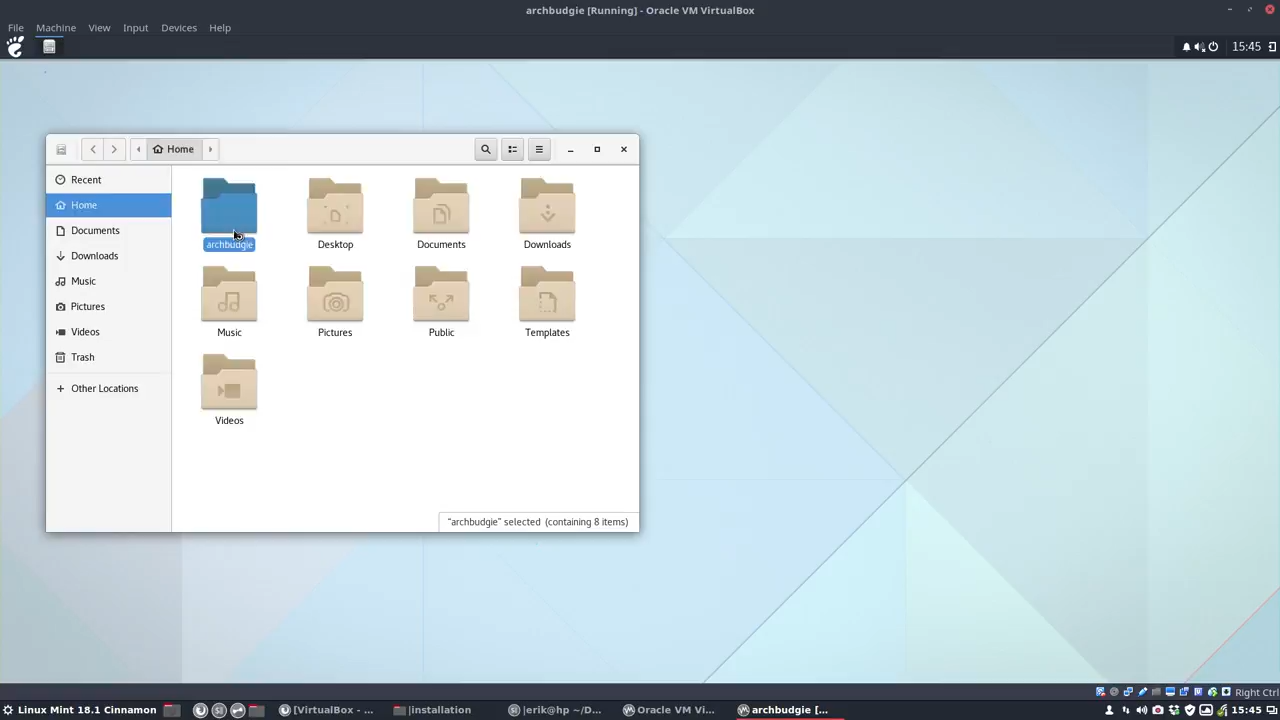 archbudgie [Running] - Oracle VM VirtualBox
File Machine View Input Devices Help
15:45
Home
Recent
Home
Documents
Downloads
Music
Pictures
Videos
Trash
Other Locations
archbudgie Desktop Documents Downloads
Music Pictures Public Templates
Videos
"archbudgie" selected (containing 8 items)
Right Ctrl
Linux Mint 18.1 Cinnamon [VirtualBox - ... |installation |erik@hp ~/D... Oracle VM Vi... archbudgie [... 15:45